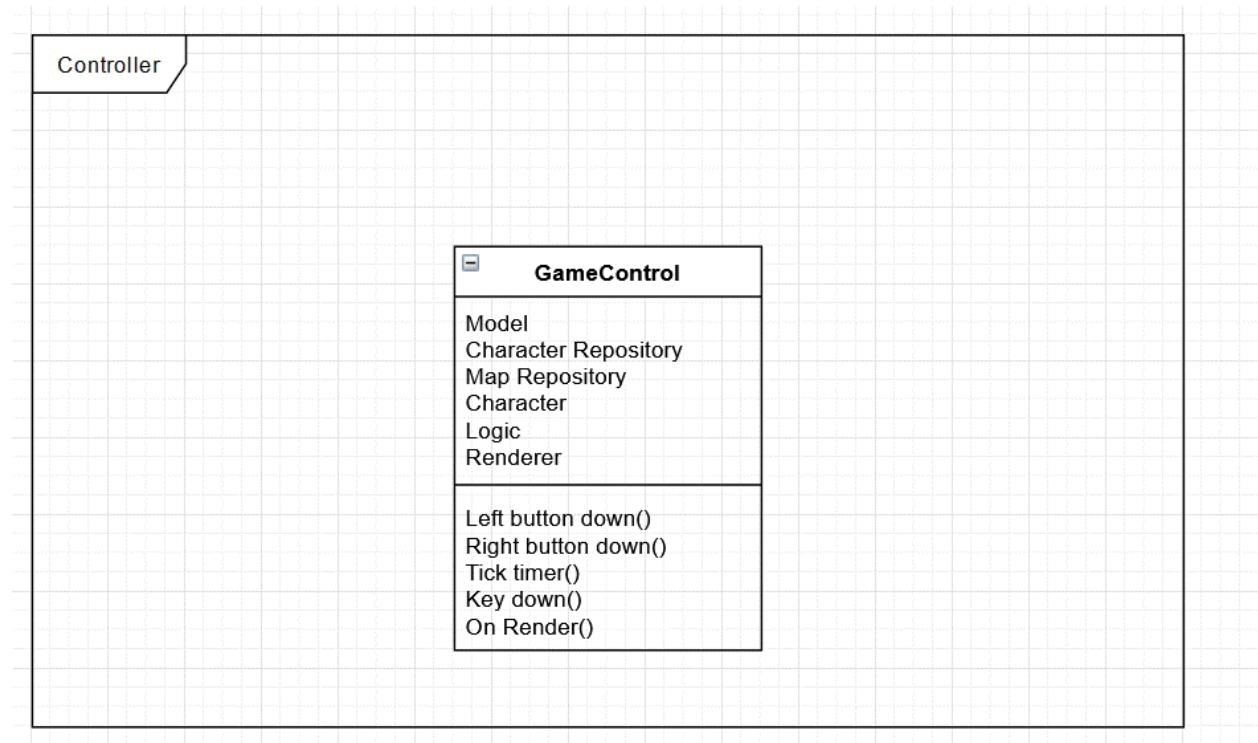 Controller
GameControl
Model
Character Repository
Map Repository
Character
Logic
Renderer
Left button down()
Right button down()
Tick timer()
Key down()
On Render()